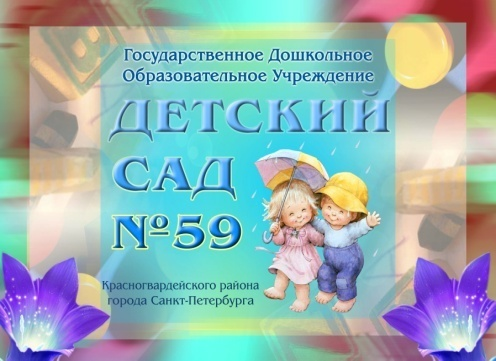 Государственное Дошкольное
Образовательное Учреждение
ДЕТСКИЙ
САД
№59
Красногвардейского района
города Санкт-Петербурга